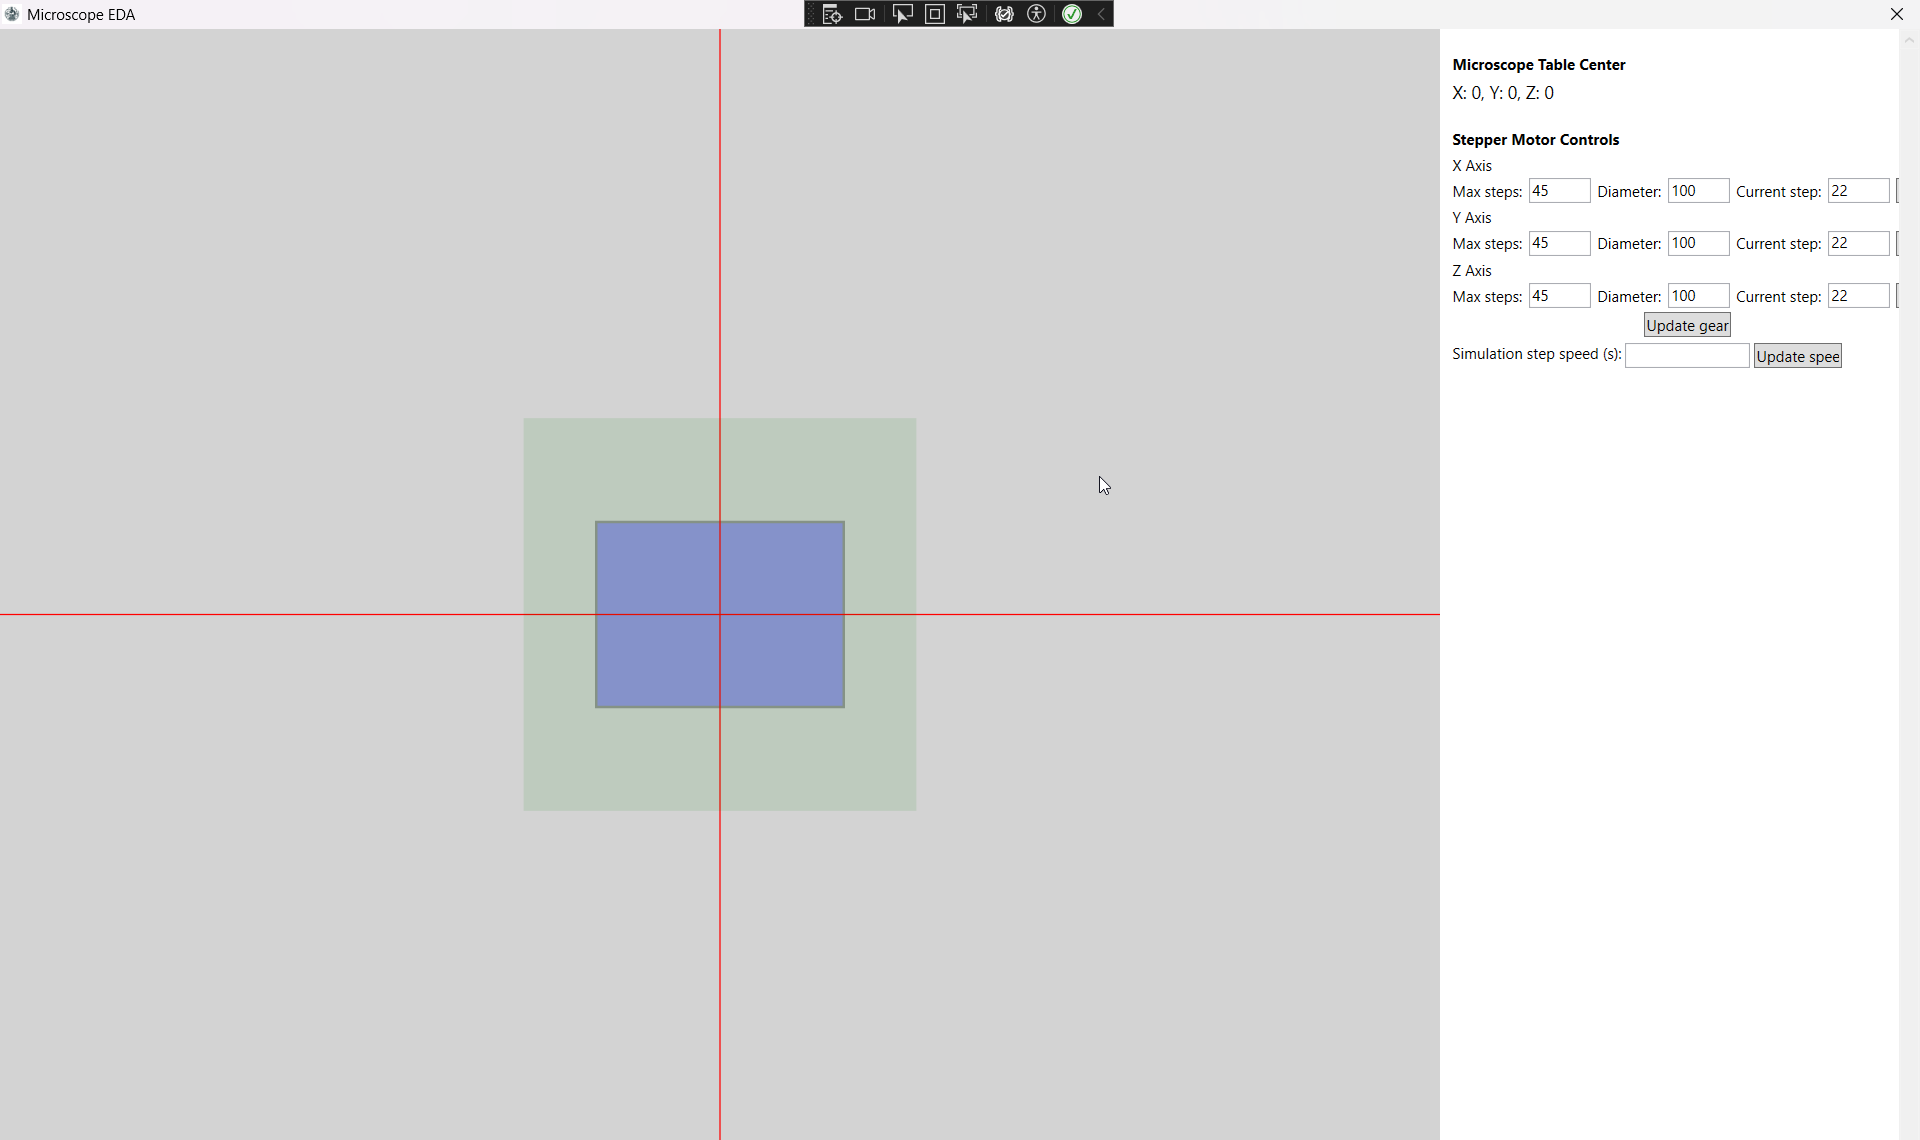 Microscope EDA
Microscope Table Center
X: 0, Y: 0, Z: 0
Stepper Motor Controls
X Axis
Max steps: 45 Diameter: 100 Current step: 22
Y Axis
Max steps: 45 Diameter: 100 Current step: 22
Z Axis
Max steps: 45 Diameter: 100 Current step: 22
Update gear
Simulation step speed (s): Update spee